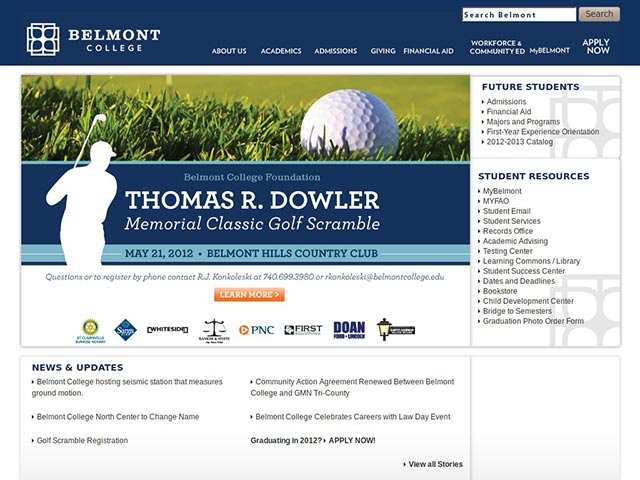 Search Belmont
Search
BELMONT
COLLEGE
ABOUT US
ACADEMICS
ADMISSIONS
GIVING
FINANCIAL AID
WORKFORCE &
COMMUNITY ED
MyBELMONT
APPLY
NOW
Belmont College Foundation
THOMAS R. DOWLER
Memorial Classic Golf Scramble
MAY 21, 2012 • BELMONT HILLS COUNTRY CLUB
Questions or to register by phone contact R.J. Konkoleski at 740.699.3980 or rkonkoleski@belmontcollege.edu
LEARN MORE >
ST. CLAIRSVILLE
SUNRISE ROTARY
Sam's
WHITESIDE
PNC
FIRST
DOAN
FORD • LINCOLN
FUTURE STUDENTS
Admissions
Financial Aid
Majors and Programs
First-Year Experience Orientation
2012-2013 Catalog
STUDENT RESOURCES
MyBelmont
MYFAO
Student Email
Student Services
Records Office
Academic Advising
Testing Center
Learning Commons / Library
Student Success Center
Dates and Deadlines
Bookstore
Child Development Center
Bridge to Semesters
Graduation Photo Order Form
NEWS & UPDATES
Belmont College hosting seismic station that measures
ground motion.
Belmont College North Center to Change Name
Golf Scramble Registration
Community Action Agreement Renewed Between Belmont
College and GMN Tri-County
Belmont College Celebrates Careers with Law Day Event
Graduating in 2012? APPLY NOW!
View all Stories